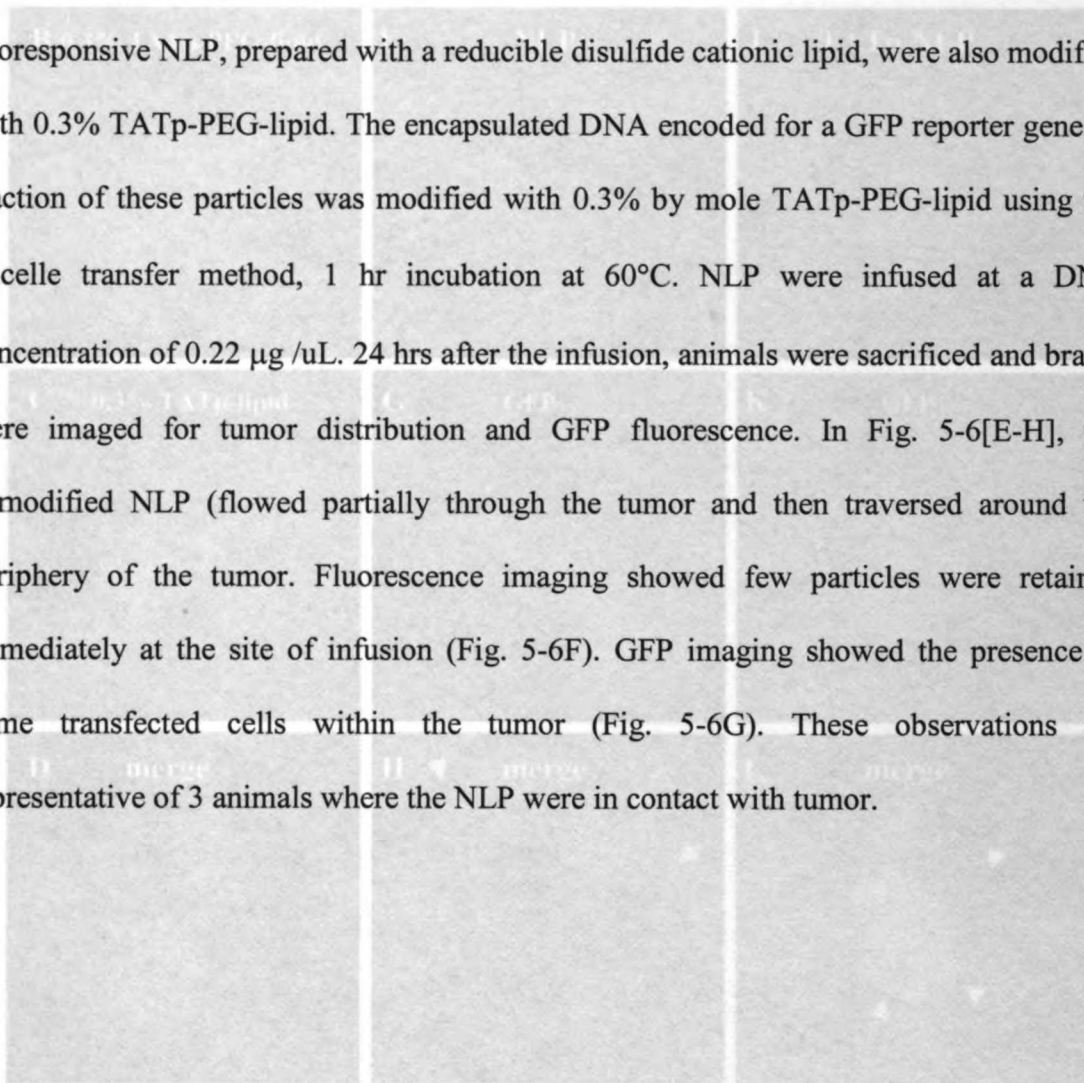 oresponsive NLP, prepared with a reducible disulfide cationic lipid, were also modif
th 0.3% TATp-PEG-lipid. The encapsulated DNA encoded for a GFP reporter gene
ction of these particles was modified with 0.3% by mole TATp-PEG-lipid using
celle transfer method, 1 hr incubation at 60°C. NLP were infused at a DN
ncentration of 0.22 µg /uL. 24 hrs after the infusion, animals were sacrificed and bra
ere imaged for tumor distribution and GFP fluorescence. In Fig. 5-6[E-H],
modified NLP (flowed partially through the tumor and then traversed around
riphery of the tumor. Fluorescence imaging showed few particles were retain
mediately at the site of infusion (Fig. 5-6F). GFP imaging showed the presence
me transfected cells within the tumor (Fig. 5-6G). These observations
D merge H merge L merge
presentative of 3 animals where the NLP were in contact with tumor.